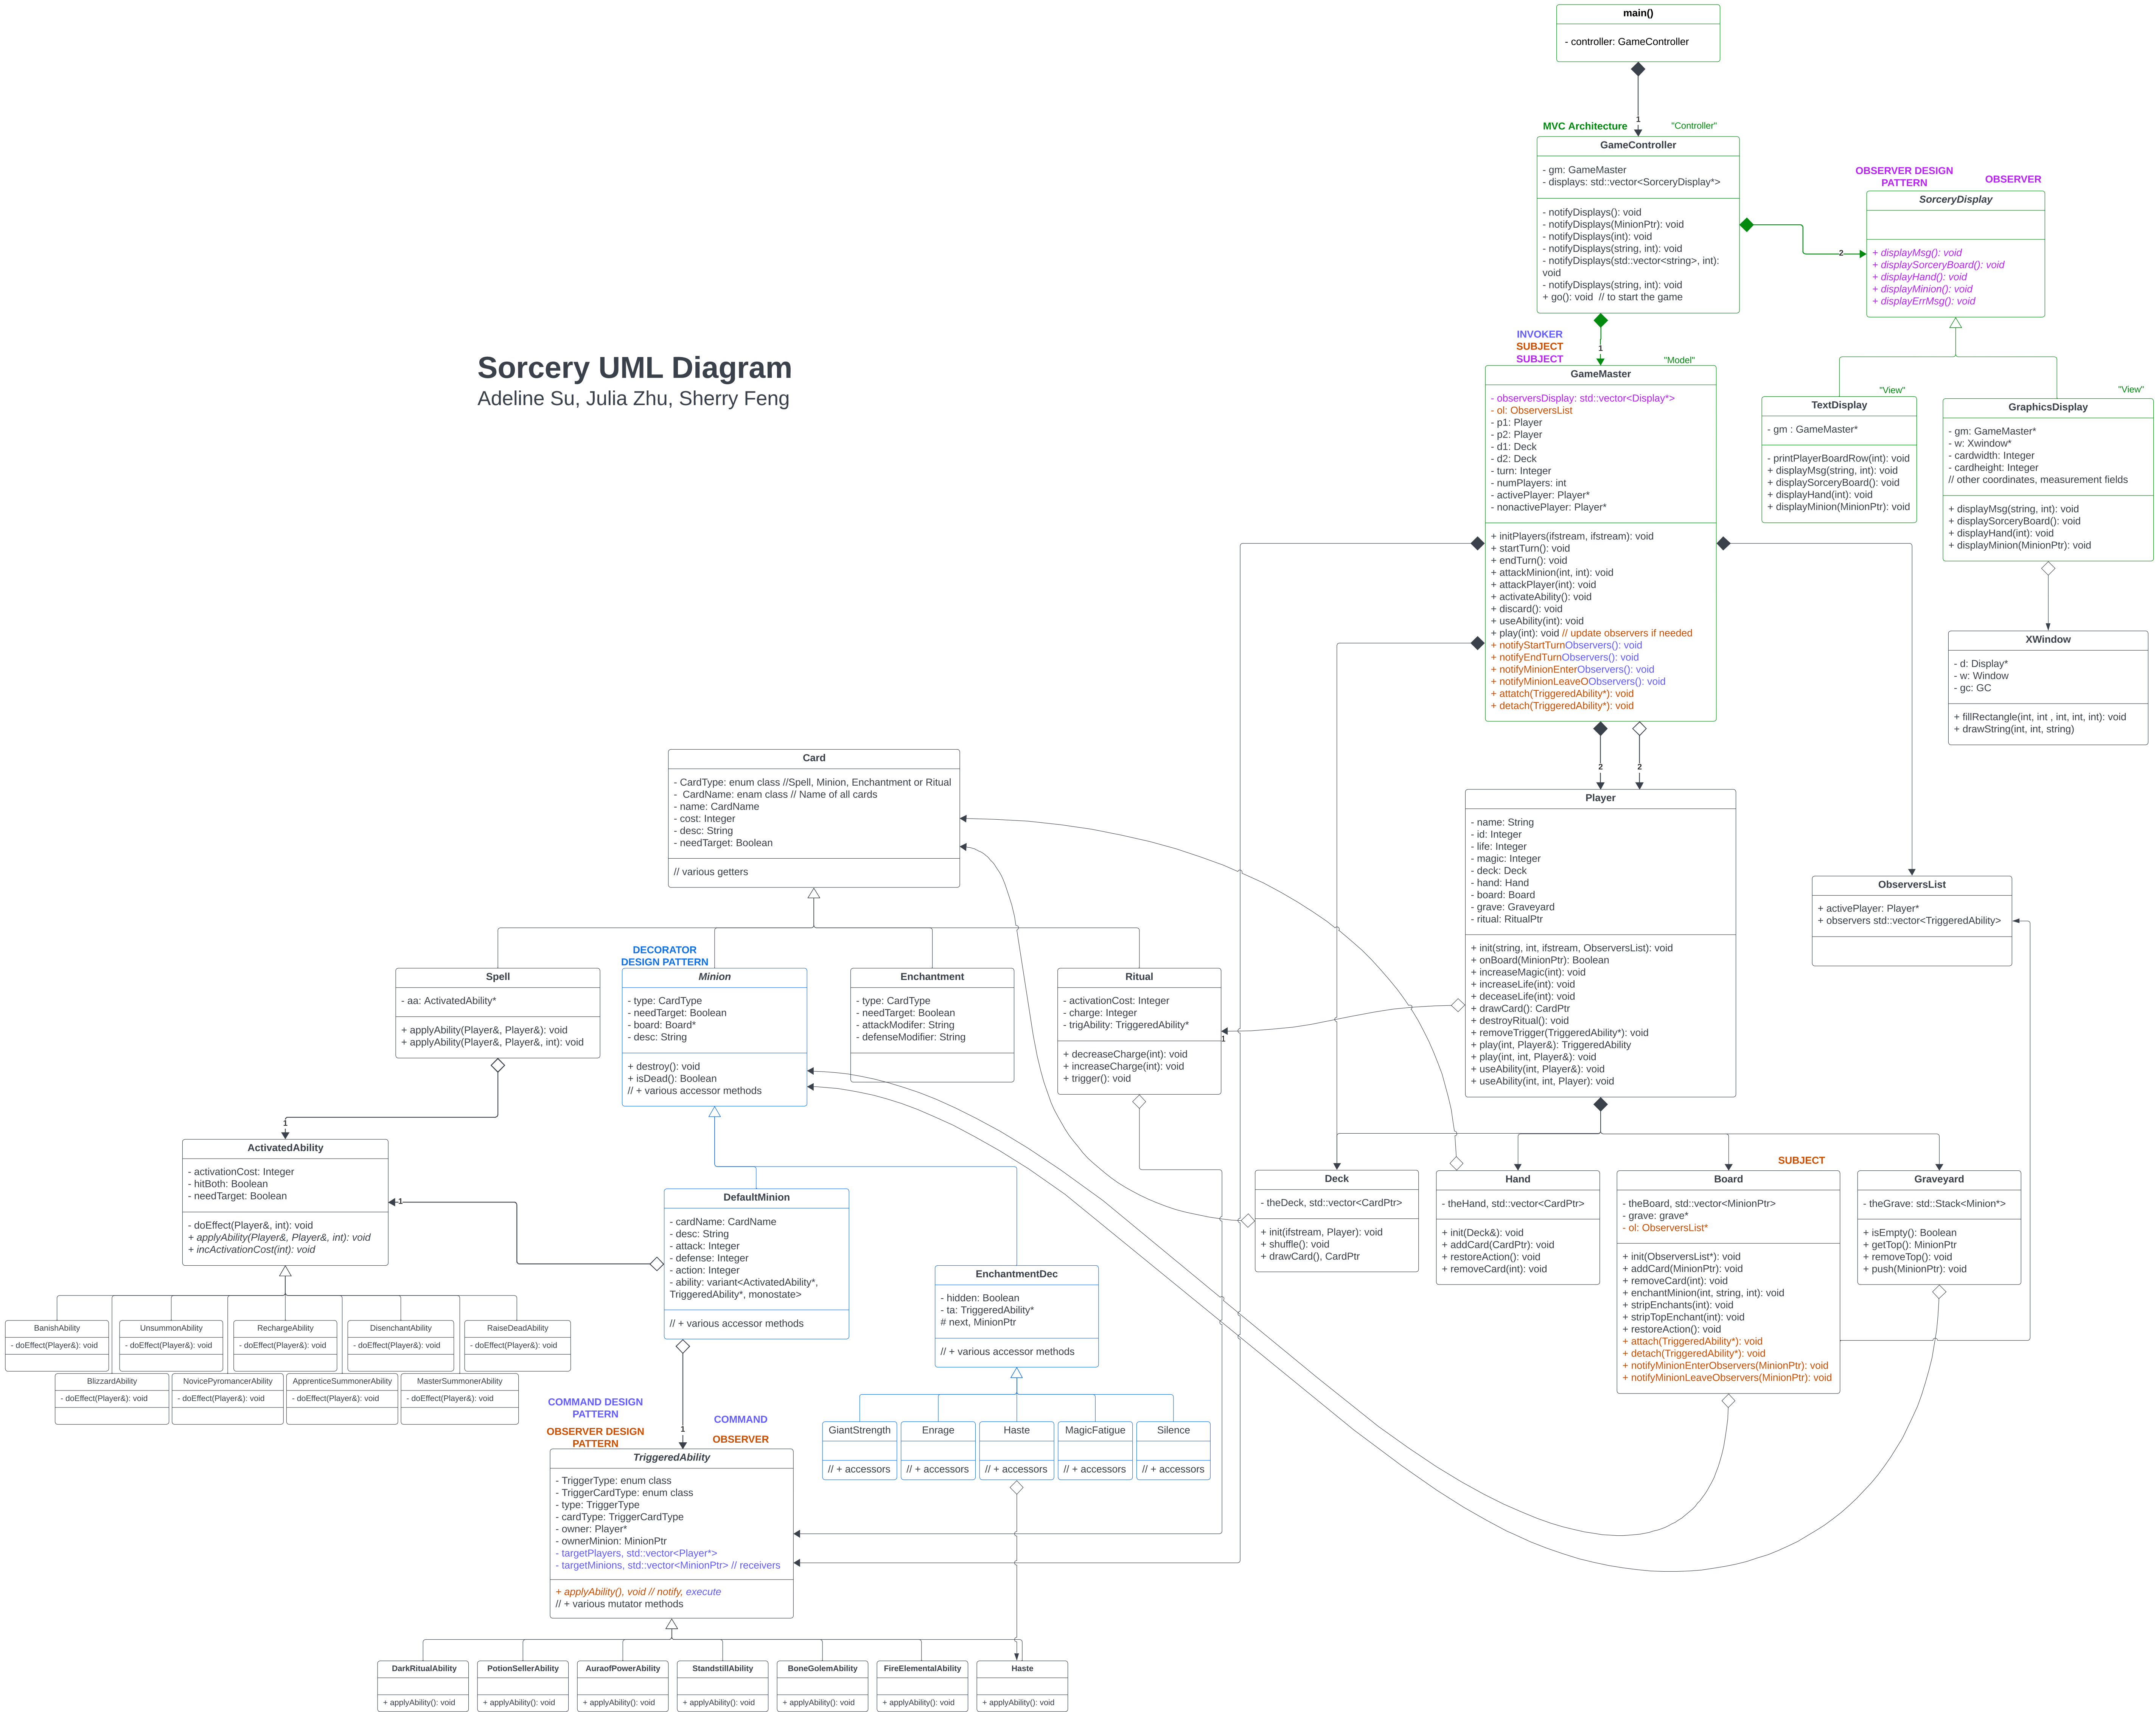 main()
- controller: GameController
1
MVC Architecture
"Controller"
GameController
- gm: GameMaster
- displays: std::vector<SorceryDisplay*>
- notifyDisplays(): void
- notifyDisplays(MinionPtr): void
- notifyDisplays(int): void
- notifyDisplays(string, int): void
- notifyDisplays(std::vector<string>, int):
void
- notifyDisplays(string, int): void
+ go(): void  // to start the game
2
OBSERVER DESIGN
PATTERN
OBSERVER
SorceryDisplay
+ displayMsg(): void
+ displaySorceryBoard(): void
+ displayHand(): void
+ displayMinion(): void
+ displayErrMsg(): void
INVOKER
SUBJECT
SUBJECT
1
"Model"
GameMaster
- observersDisplay: std::vector<Display*>
- ol: ObserversList
- p1: Player
- p2: Player
- d1: Deck
- d2: Deck
- turn: Integer
- numPlayers: int
- activePlayer: Player*
- nonactivePlayer: Player*
+ initPlayers(ifstream, ifstream): void
+ startTurn(): void
+ endTurn(): void
+ attackMinion(int, int): void
+ attackPlayer(int): void
+ activateAbility(): void
+ discard(): void
+ useAbility(int): void
+ play(int): void // update observers if needed
+ notifyStartTurnObservers(): void
+ notifyEndTurnObservers(): void
+ notifyMinionEnterObservers(): void
+ notifyMinionLeaveOObservers(): void
+ attatch(TriggeredAbility*): void
+ detach(TriggeredAbility*): void
"View"
TextDisplay
- gm : GameMaster*
- printPlayerBoardRow(int): void
+ displayMsg(string, int): void
+ displaySorceryBoard(): void
+ displayHand(int): void
+ displayMinion(MinionPtr): void
"View"
GraphicsDisplay
- gm: GameMaster*
- w: Xwindow*
- cardwidth: Integer
- cardheight: Integer
// other coordinates, measurement fields
+ displayMsg(string, int): void
+ displaySorceryBoard(): void
+ displayHand(int): void
+ displayMinion(MinionPtr): void
XWindow
- d: Display*
- w: Window
- gc: GC
+ fillRectangle(int, int , int, int, int): void
+ drawString(int, int, string)
Sorcery UML Diagram
Adeline Su, Julia Zhu, Sherry Feng
2
2
Player
- name: String
- id: Integer
- life: Integer
- magic: Integer
- deck: Deck
- hand: Hand
- board: Board
- grave: Graveyard
- ritual: RitualPtr
+ init(string, int, ifstream, ObserversList): void
+ onBoard(MinionPtr): Boolean
+ increaseMagic(int): void
+ increaseLife(int): void
+ deceaseLife(int): void
+ drawCard(): CardPtr
+ destroyRitual(): void
+ removeTrigger(TriggeredAbility*): void
+ play(int, Player&): TriggeredAbility
+ play(int, int, Player&): void
+ useAbility(int, Player&): void
+ useAbility(int, int, Player): void
ObserversList
+ activePlayer: Player*
+ observers std::vector<TriggeredAbility>
Card
- CardType: enum class //Spell, Minion, Enchantment or Ritual
-  CardName: enam class // Name of all cards
- name: CardName
- cost: Integer
- desc: String
- needTarget: Boolean
// various getters
Spell
- aa: ActivatedAbility*
+ applyAbility(Player&, Player&): void
+ applyAbility(Player&, Player&, int): void
DECORATOR
DESIGN PATTERN
Minion
- type: CardType
- needTarget: Boolean
- board: Board*
- desc: String
+ destroy(): void
+ isDead(): Boolean
// + various accessor methods
Enchantment
- type: CardType
- needTarget: Boolean
- attackModifer: String
- defenseModifier: String
Ritual
- activationCost: Integer
- charge: Integer
- trigAbility: TriggeredAbility*
+ decreaseCharge(int): void
+ increaseCharge(int): void
+ trigger(): void
1
1
ActivatedAbility
- activationCost: Integer
- hitBoth: Boolean
- needTarget: Boolean
- doEffect(Player&, int): void
+ applyAbility(Player&, Player&, int): void
+ incActivationCost(int): void
1
DefaultMinion
- cardName: CardName
- desc: String
- attack: Integer
- defense: Integer
- action: Integer
- ability: variant<ActivatedAbility*,
TriggeredAbility*, monostate>
// + various accessor methods
EnchantmentDec
- hidden: Boolean
- ta: TriggeredAbility*
# next, MinionPtr
// + various accessor methods
Deck
- theDeck, std::vector<CardPtr>
+ init(ifstream, Player): void
+ shuffle(): void
+ drawCard(), CardPtr
Hand
- theHand, std::vector<CardPtr>
+ init(Deck&): void
+ addCard(CardPtr): void
+ restoreAction(): void
+ removeCard(int): void
SUBJECT
Board
- theBoard, std::vector<MinionPtr>
- grave: grave*
- ol: ObserversList*
+ init(ObserversList*): void
+ addCard(MinionPtr): void
+ removeCard(int): void
+ enchantMinion(int, string, int): void
+ stripEnchants(int): void
+ stripTopEnchant(int): void
+ restoreAction(): void
+ attach(TriggeredAbility*): void
+ detach(TriggeredAbility*): void
+ notifyMinionEnterObservers(MinionPtr): void
+ notifyMinionLeaveObservers(MinionPtr): void
Graveyard
- theGrave: std::Stack<Minion*>
+ isEmpty(): Boolean
+ getTop(): MinionPtr
+ removeTop(): void
+ push(MinionPtr): void
BanishAbility
- doEffect(Player&): void
UnsummonAbility
- doEffect(Player&): void
RechargeAbility
- doEffect(Player&): void
DisenchantAbility
- doEffect(Player&): void
RaiseDeadAbility
- doEffect(Player&): void
BlizzardAbility
- doEffect(Player&): void
NovicePyromancerAbility
- doEffect(Player&): void
ApprenticeSummonerAbility
- doEffect(Player&): void
MasterSummonerAbility
- doEffect(Player&): void
GiantStrength
// + accessors
Enrage
// + accessors
Haste
// + accessors
MagicFatigue
// + accessors
Silence
// + accessors
COMMAND DESIGN
PATTERN
OBSERVER DESIGN
PATTERN
COMMAND
OBSERVER
1
TriggeredAbility
- TriggerType: enum class
- TriggerCardType: enum class
- type: TriggerType
- cardType: TriggerCardType
- owner: Player*
- ownerMinion: MinionPtr
- targetPlayers, std::vector<Player*>
- targetMinions, std::vector<MinionPtr> // receivers
+ applyAbility(), void // notify, execute
// + various mutator methods
DarkRitualAbility
+ applyAbility(): void
PotionSellerAbility
+ applyAbility(): void
AuraofPowerAbility
+ applyAbility(): void
StandstillAbility
+ applyAbility(): void
BoneGolemAbility
+ applyAbility(): void
FireElementalAbility
+ applyAbility(): void
Haste
+ applyAbility(): void